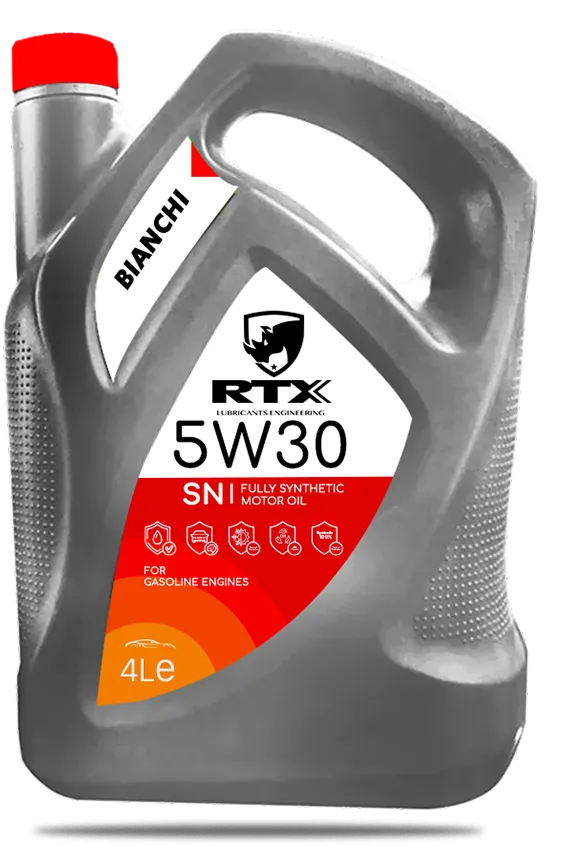 BIANCHI
RTX
LUBRICANTS ENGINEERING
5W30
SN | FULLY SYNTHETIC
MOTOR OIL
FOR
GASOLINE ENGINES
4Le